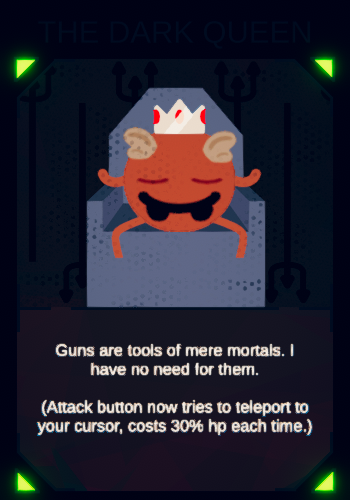 THE DARK QUEEN
Guns are tools of mere mortals. I
have no need for them.
(Attack button now tries to teleport to
your cursor, costs 30% hp each time.)